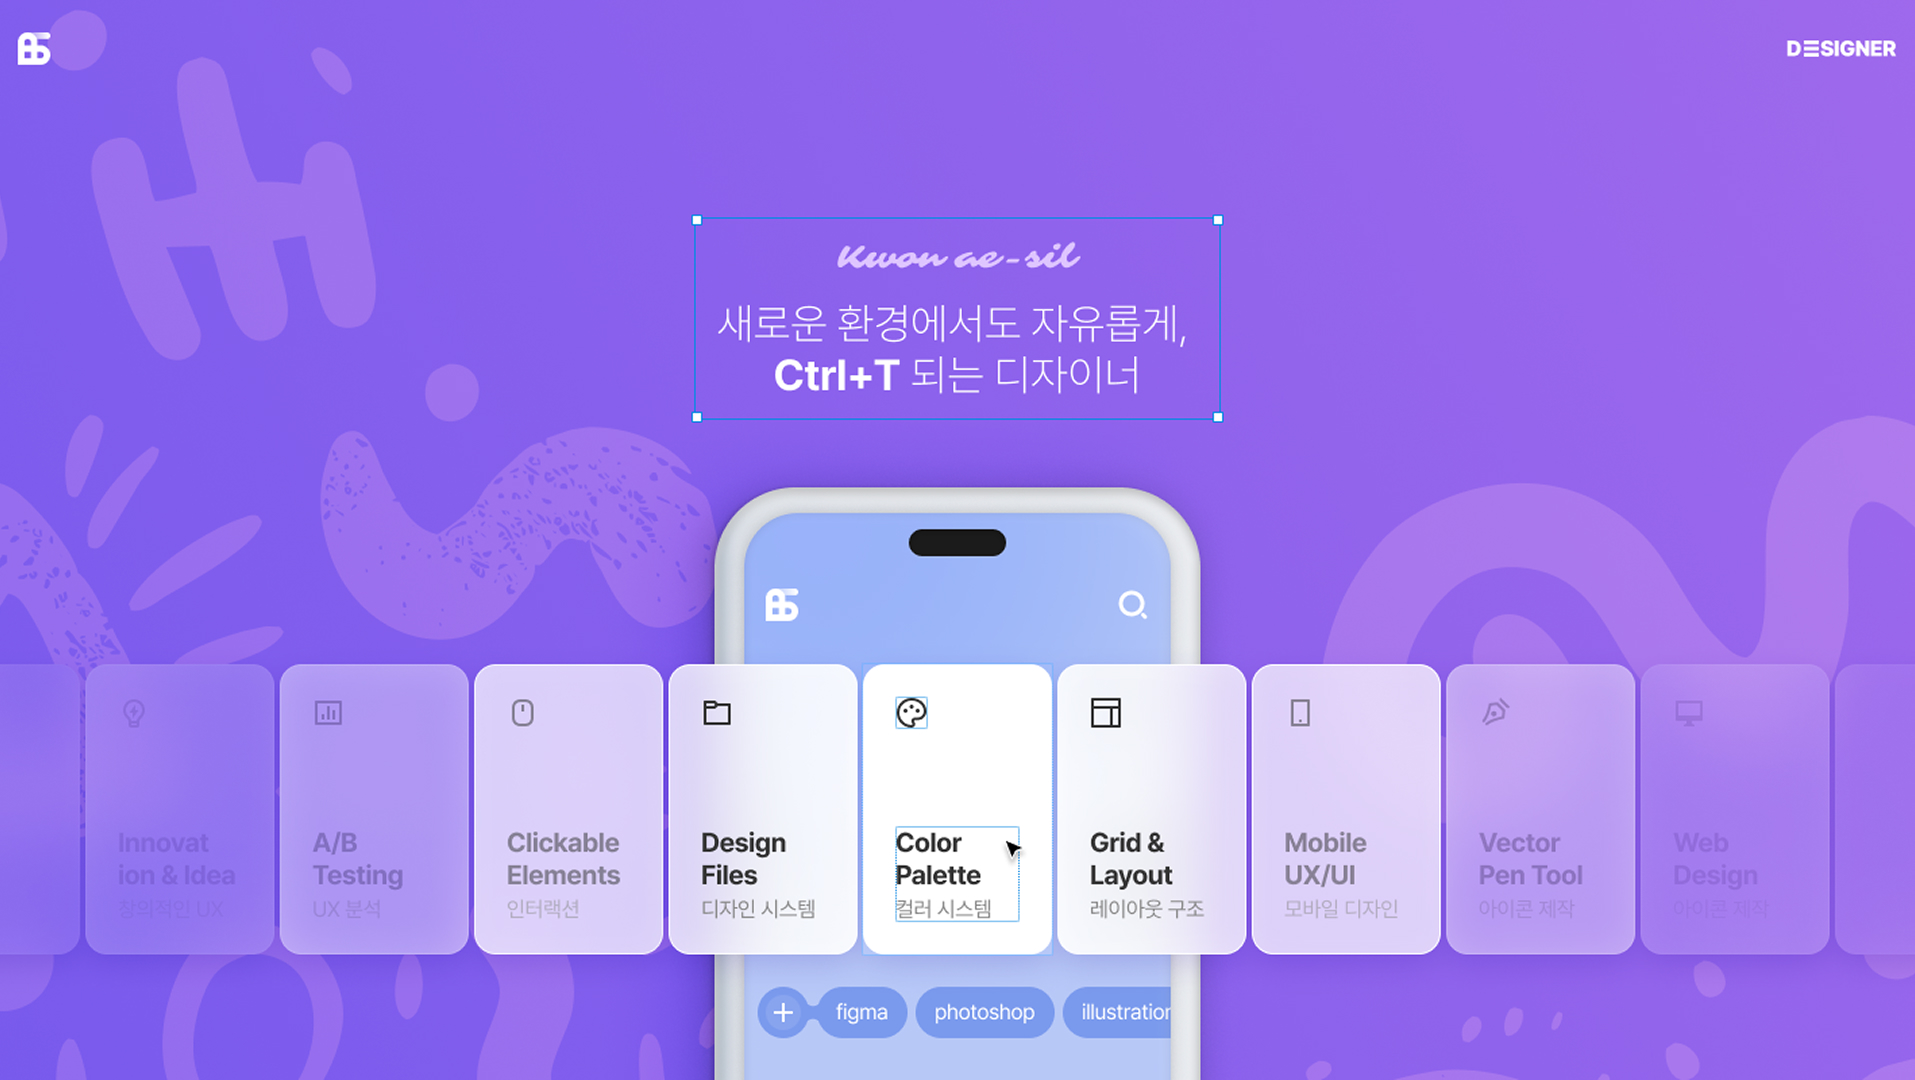 DESIGNER
Kwon ae-sil
새로운 환경에서도 자유롭게,
Ctrl+T 되는 디자이너
Innovat
ion & Idea
창의적인 UX
A/B
Testing
UX 분석
Clickable
Elements
인터랙션
Design
Files
디자인 시스템
Color
Palette
컬러 시스템
Grid &
Layout
레이아웃 구조
Mobile
UX/UI
모바일 디자인
Vector
Pen Tool
아이콘 제작
Web
Design
아이콘 제작
figma
photoshop
illustration